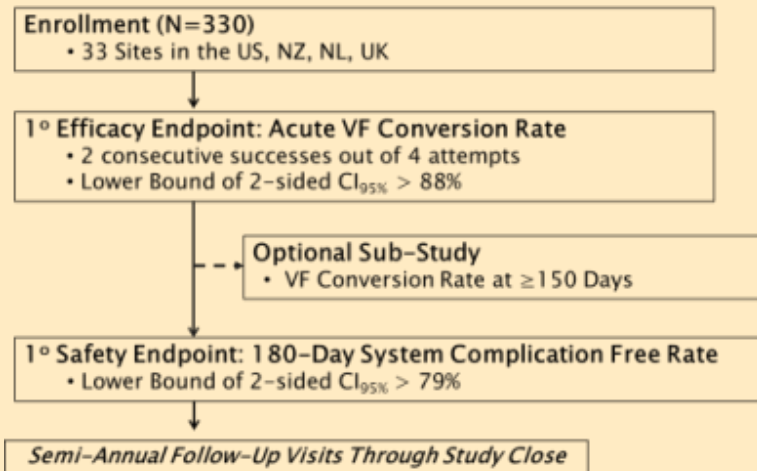 Enrollment (N=330)
• 33 Sites in the US, NZ, NL, UK
1º Efficacy Endpoint: Acute VF Conversion Rate
• 2 consecutive successes out of 4 attempts
• Lower Bound of 2-sided CI95% > 88%
Optional Sub-Study
• VF Conversion Rate at ≥150 Days
1º Safety Endpoint: 180-Day System Complication Free Rate
• Lower Bound of 2-sided CI95% > 79%
Semi-Annual Follow-Up Visits Through Study Close